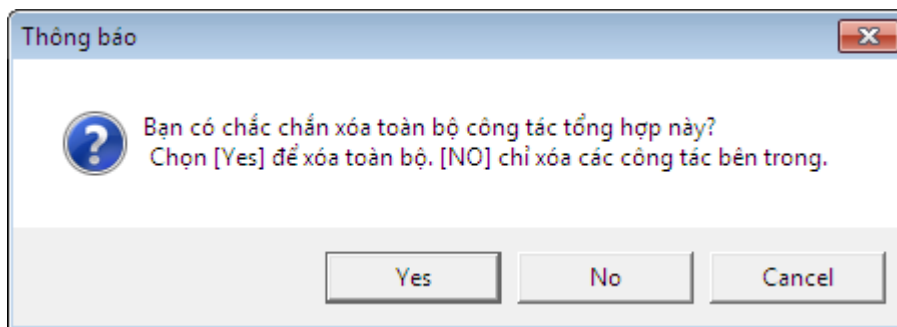 Thông báo
Bạn có chắc chắn xóa toàn bộ công tác tổng hợp này?
Chọn [Yes] để xóa toàn bộ. [NO] chỉ xóa các công tác bên trong.
Yes
No
Cancel